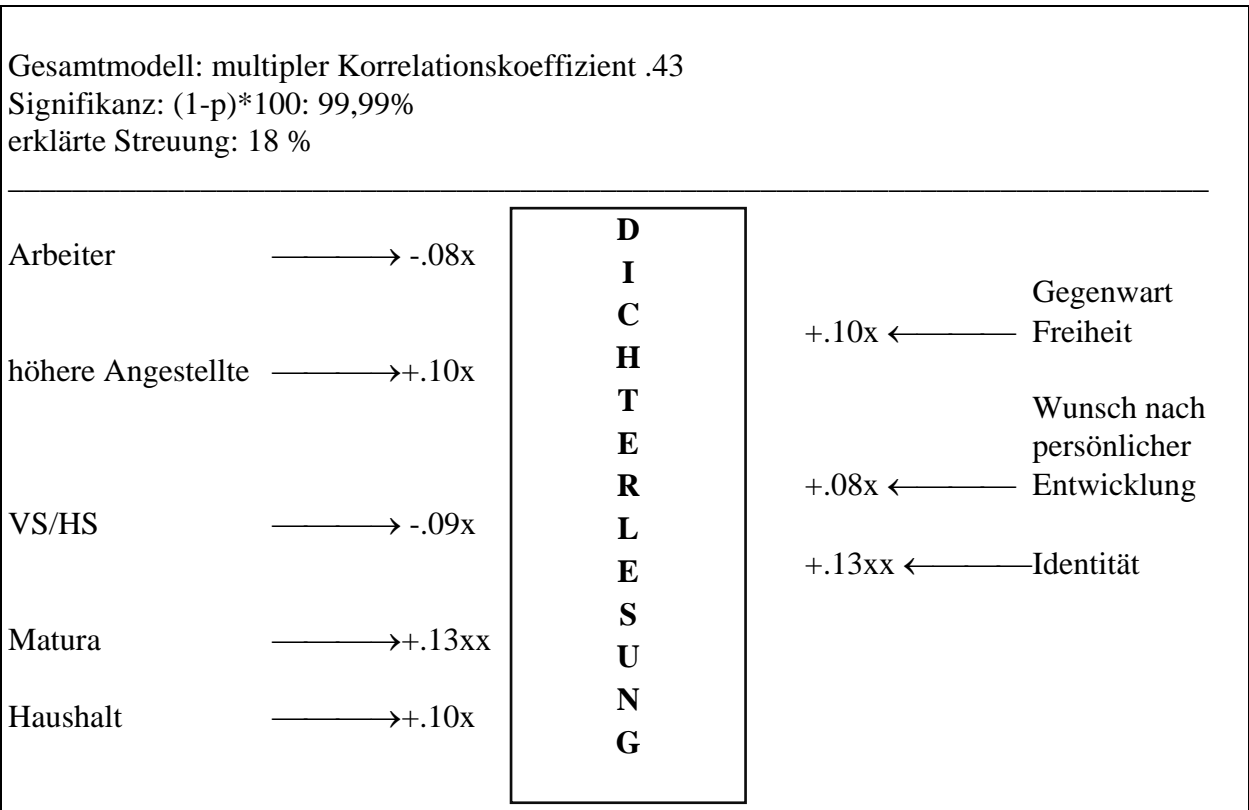 Gesamtmodell: multipler Korrelationskoeffizient .43
Signifikanz: (1-p)*100: 99,99%
erklärte Streuung: 18 %
Arbeiter → -.08x
höhere Angestellte →+.10x
VS/HS → -.09x
Matura →+.13xx
Haushalt →+.10x
D
I
C
H
T
E
R
L
E
S
U
N
G
Gegenwart
+.10x ← Freiheit
Wunsch nach
persönlicher
+.08x ← Entwicklung
+.13xx ← Identität